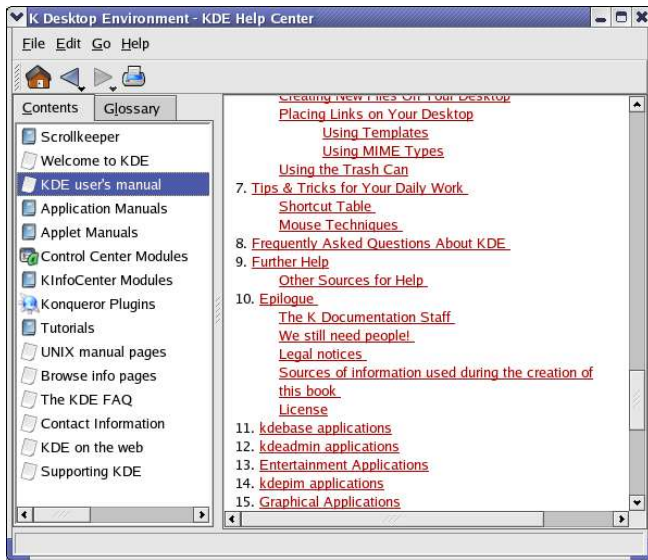 K Desktop Environment - KDE Help Center
File Edit Go Help
Contents Glossary
Scrollkeeper
Welcome to KDE
KDE user's manual
Application Manuals
Applet Manuals
Control Center Modules
KInfoCenter Modules
Konqueror Plugins
Tutorials
UNIX manual pages
Browse info pages
The KDE FAQ
Contact Information
KDE on the web
Supporting KDE
Creating New Files On Your Desktop
Placing Links on Your Desktop
Using Templates
Using MIME Types
Using the Trash Can
7. Tips & Tricks for Your Daily Work
Shortcut Table
Mouse Techniques
8. Frequently Asked Questions About KDE
9. Further Help
Other Sources for Help
10. Epilogue
The K Documentation Staff
We still need people!
Legal notices
Sources of information used during the creation of
this book
License
11. kdebase applications
12. kdeadmin applications
13. Entertainment Applications
14. kdepim applications
15. Graphical Applications